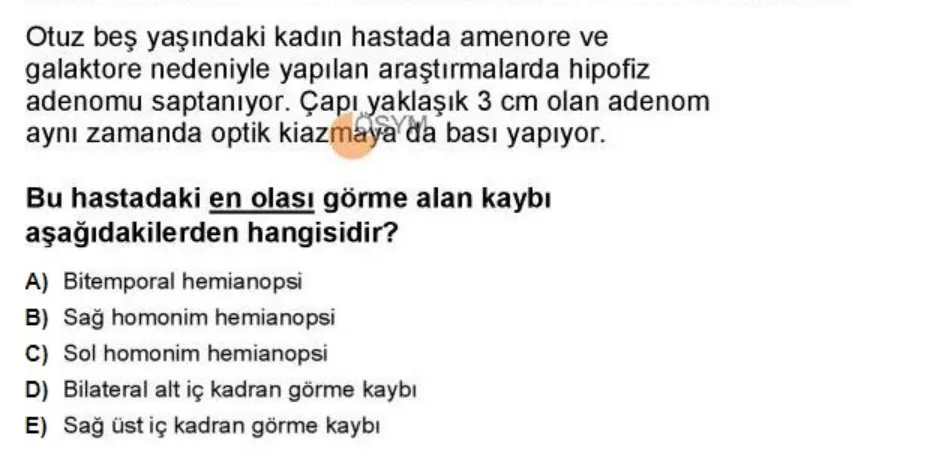 Otuz beş yaşındaki kadın hastada amenore ve
galaktore nedeniyle yapılan araştırmalarda hipofiz
adenomu saptanıyor. Çapı yaklaşık 3 cm olan adenom
aynı zamanda optik kiazmaya da bası yapıyor.
ÖSYM
Bu hastadaki en olası görme alan kaybı
aşağıdakilerden hangisidir?
A) Bitemporal hemianopsi
B) Sağ homonim hemianopsi
C) Sol homonim hemianopsi
D) Bilateral alt iç kadran görme kaybı
E) Sağ üst iç kadran görme kaybı